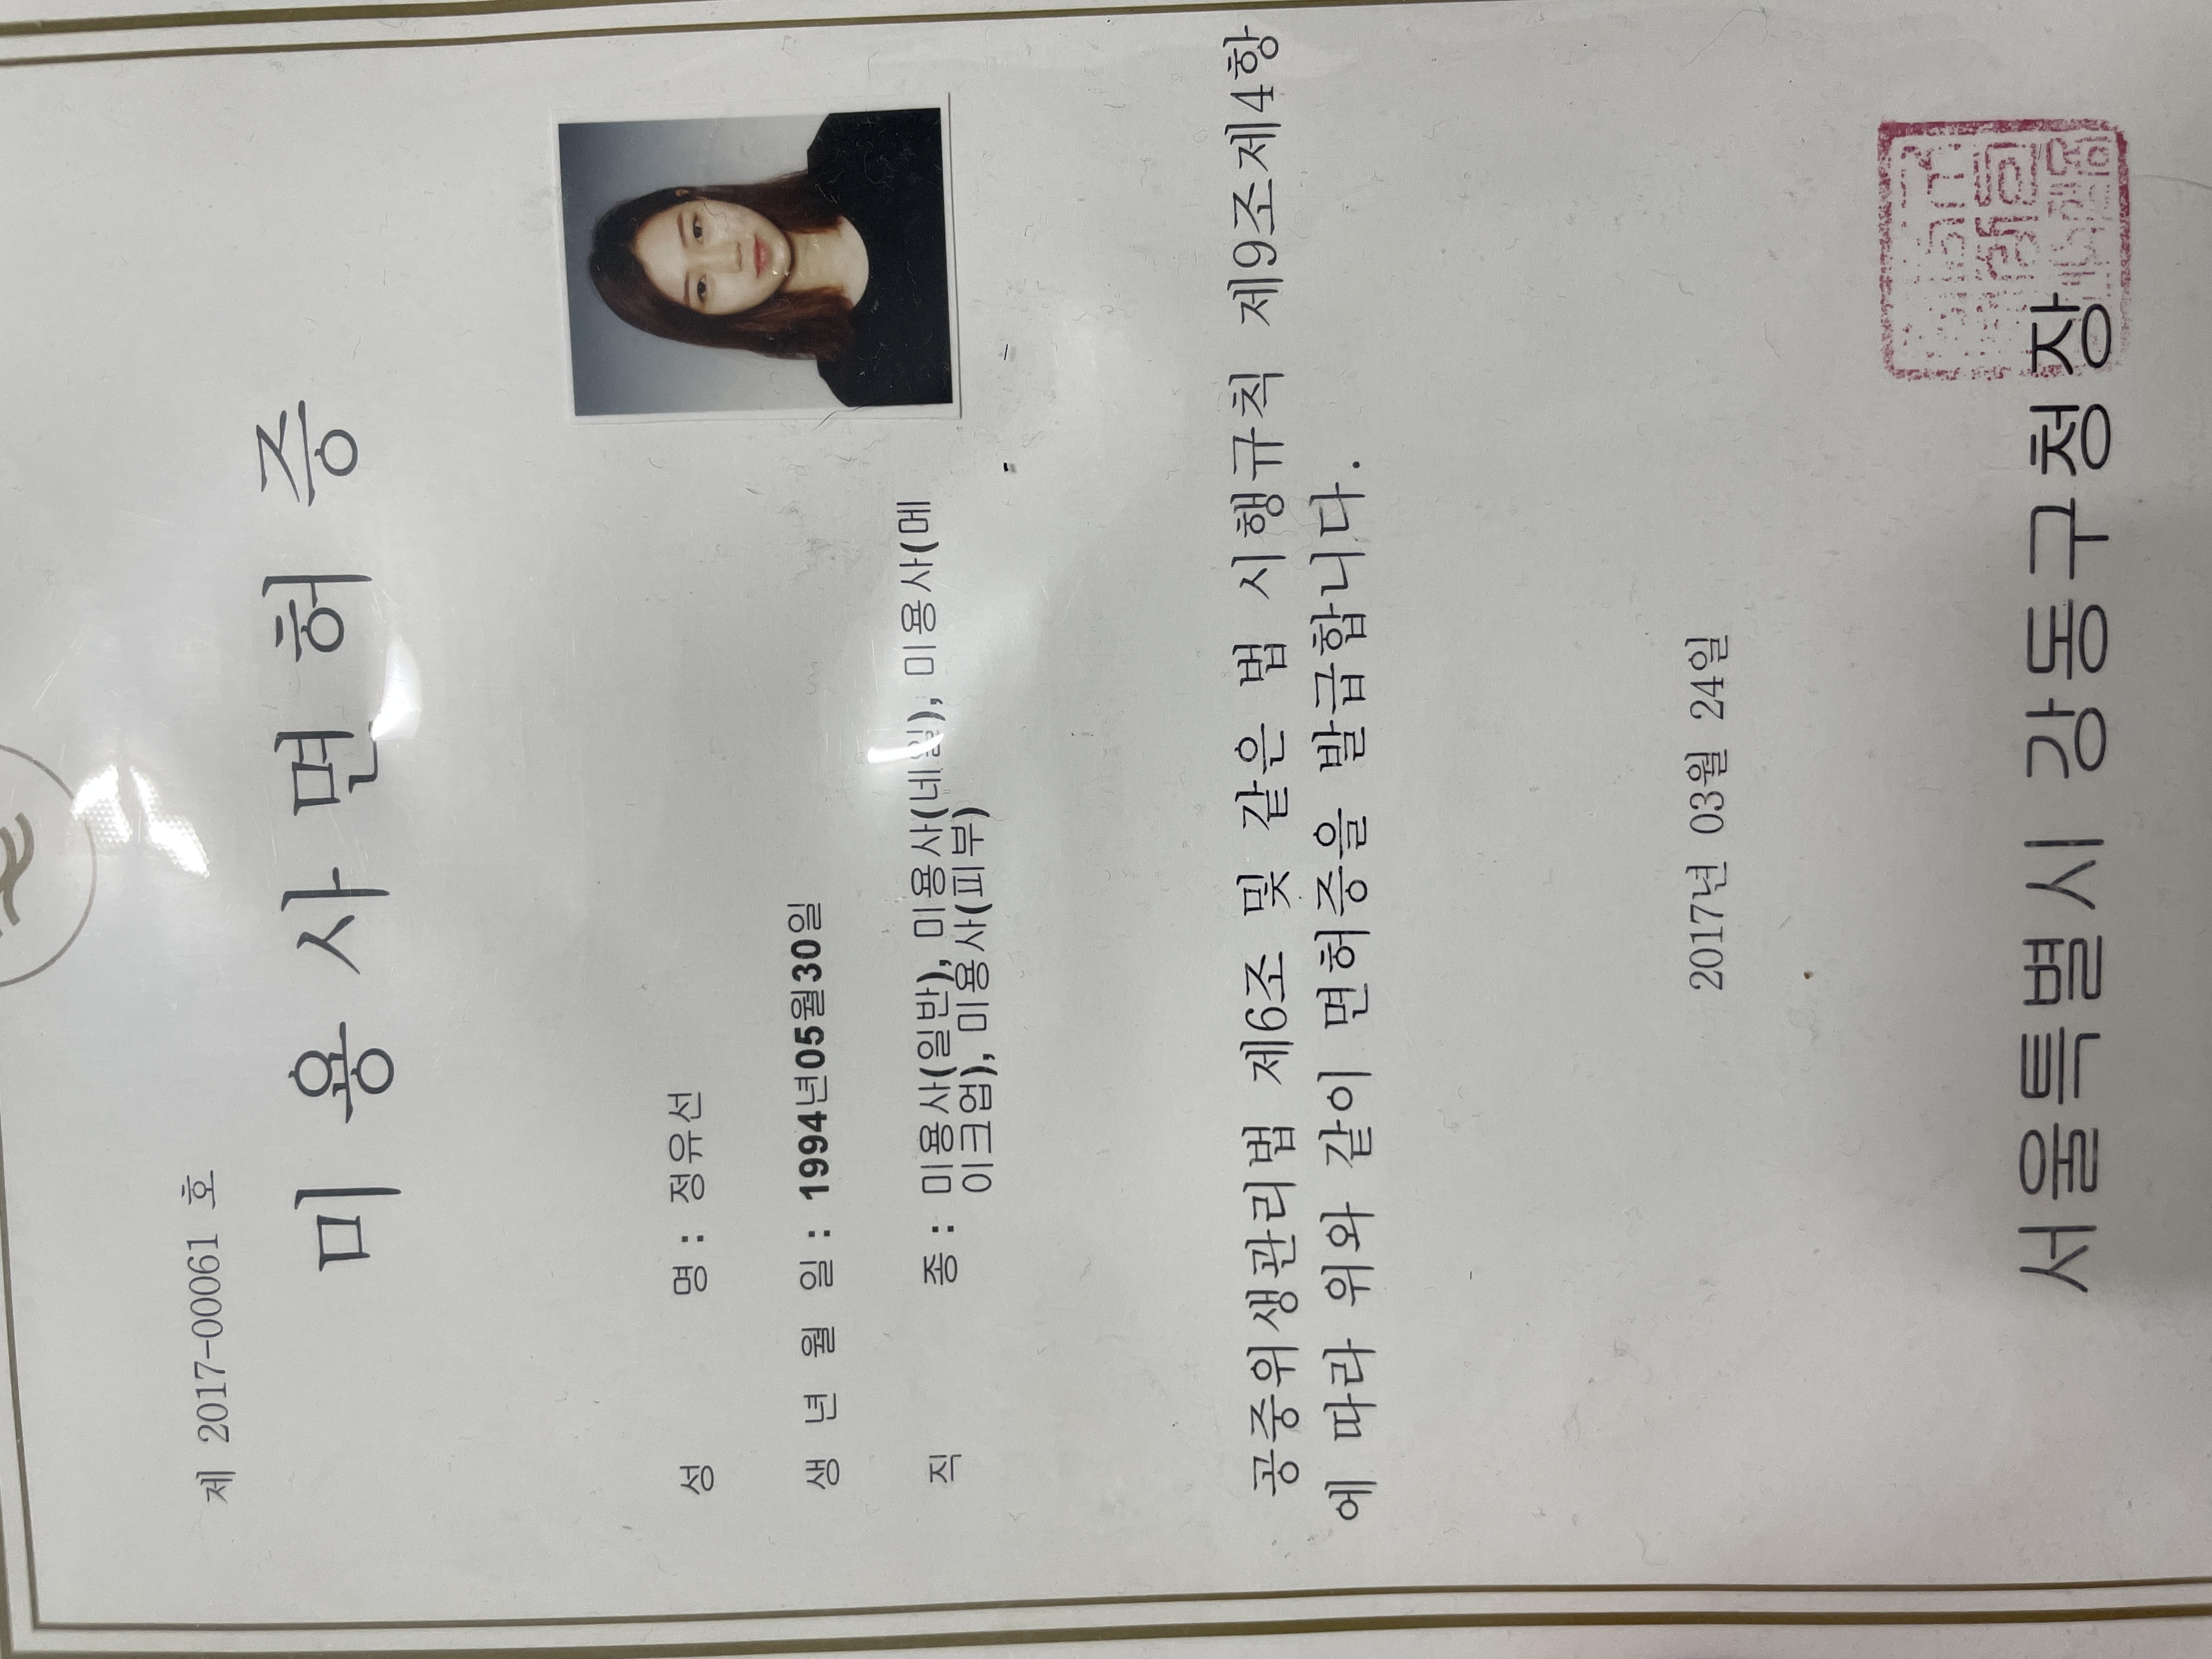 제 2017-00061 호
미 용 사 면 허 증
성 명 : 정유선
생 년 월 일 : 1994년05월30일
직 종 : 미용사(일반), 미용사(네일), 미용사(메
이크업), 미용사(피부)
공중위생관리법 제6조 및 같은 법 시행규칙 제9조제4항
에 따라 위와 같이 면허증을 발급합니다.
2017년 03월 24일
서울특별시 강동구청장